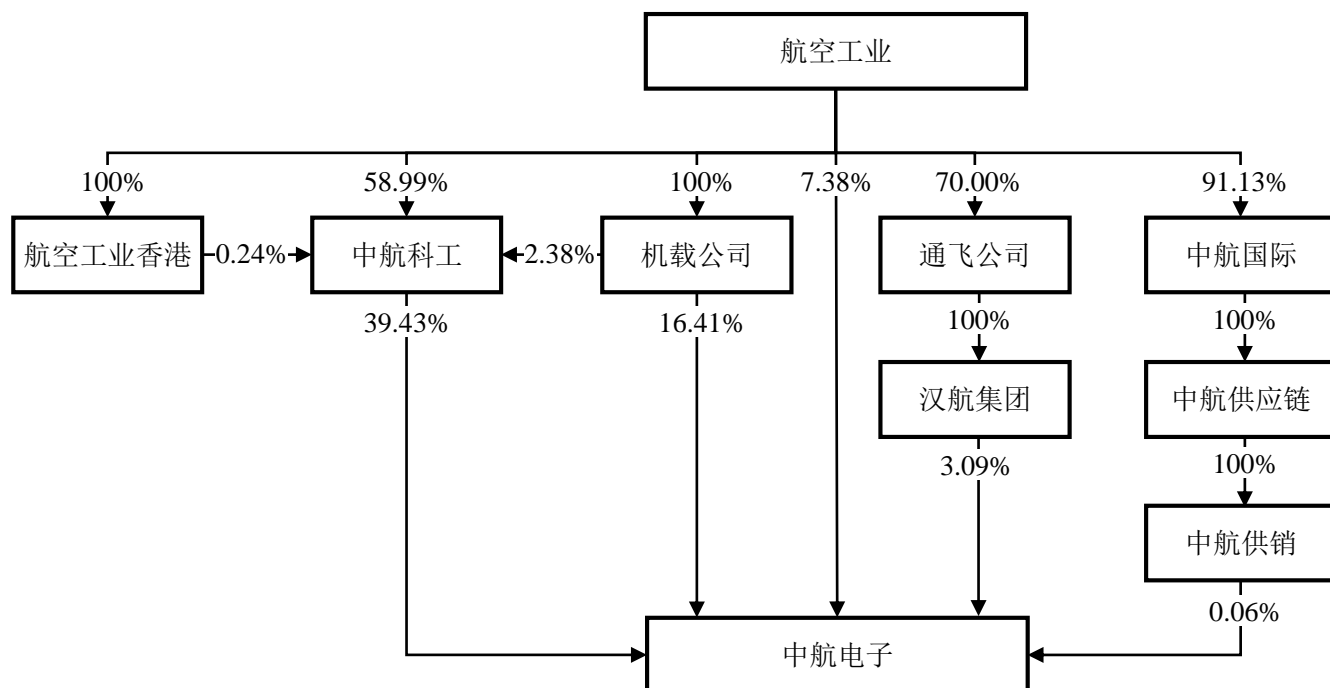 航空工业
100%
58.99%
100%
7.38%
70.00%
91.13%
航空工业香港
0.24%
中航科工
2.38%
机载公司
通飞公司
中航国际
39.43%
16.41%
100%
100%
汉航集团
中航供应链
3.09%
100%
中航供销
0.06%
中航电子